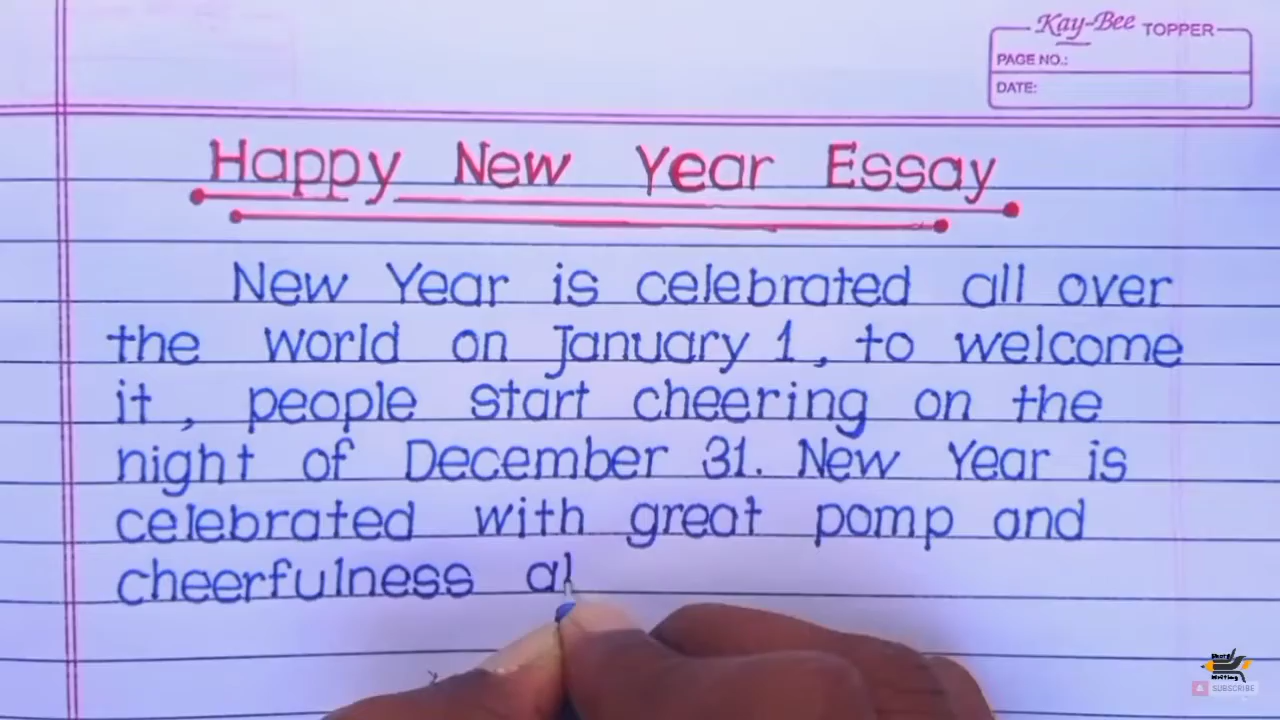 Kay-Bee TOPPER
PAGE NO.:
DATE:
Happy New Year Essay
New Year is celebrated all over
the world on January 1, to welcome
it, people start cheering on the
night of December 31. New Year is
celebrated with great pomp and
cheerfulness al
SUBSCRIBE